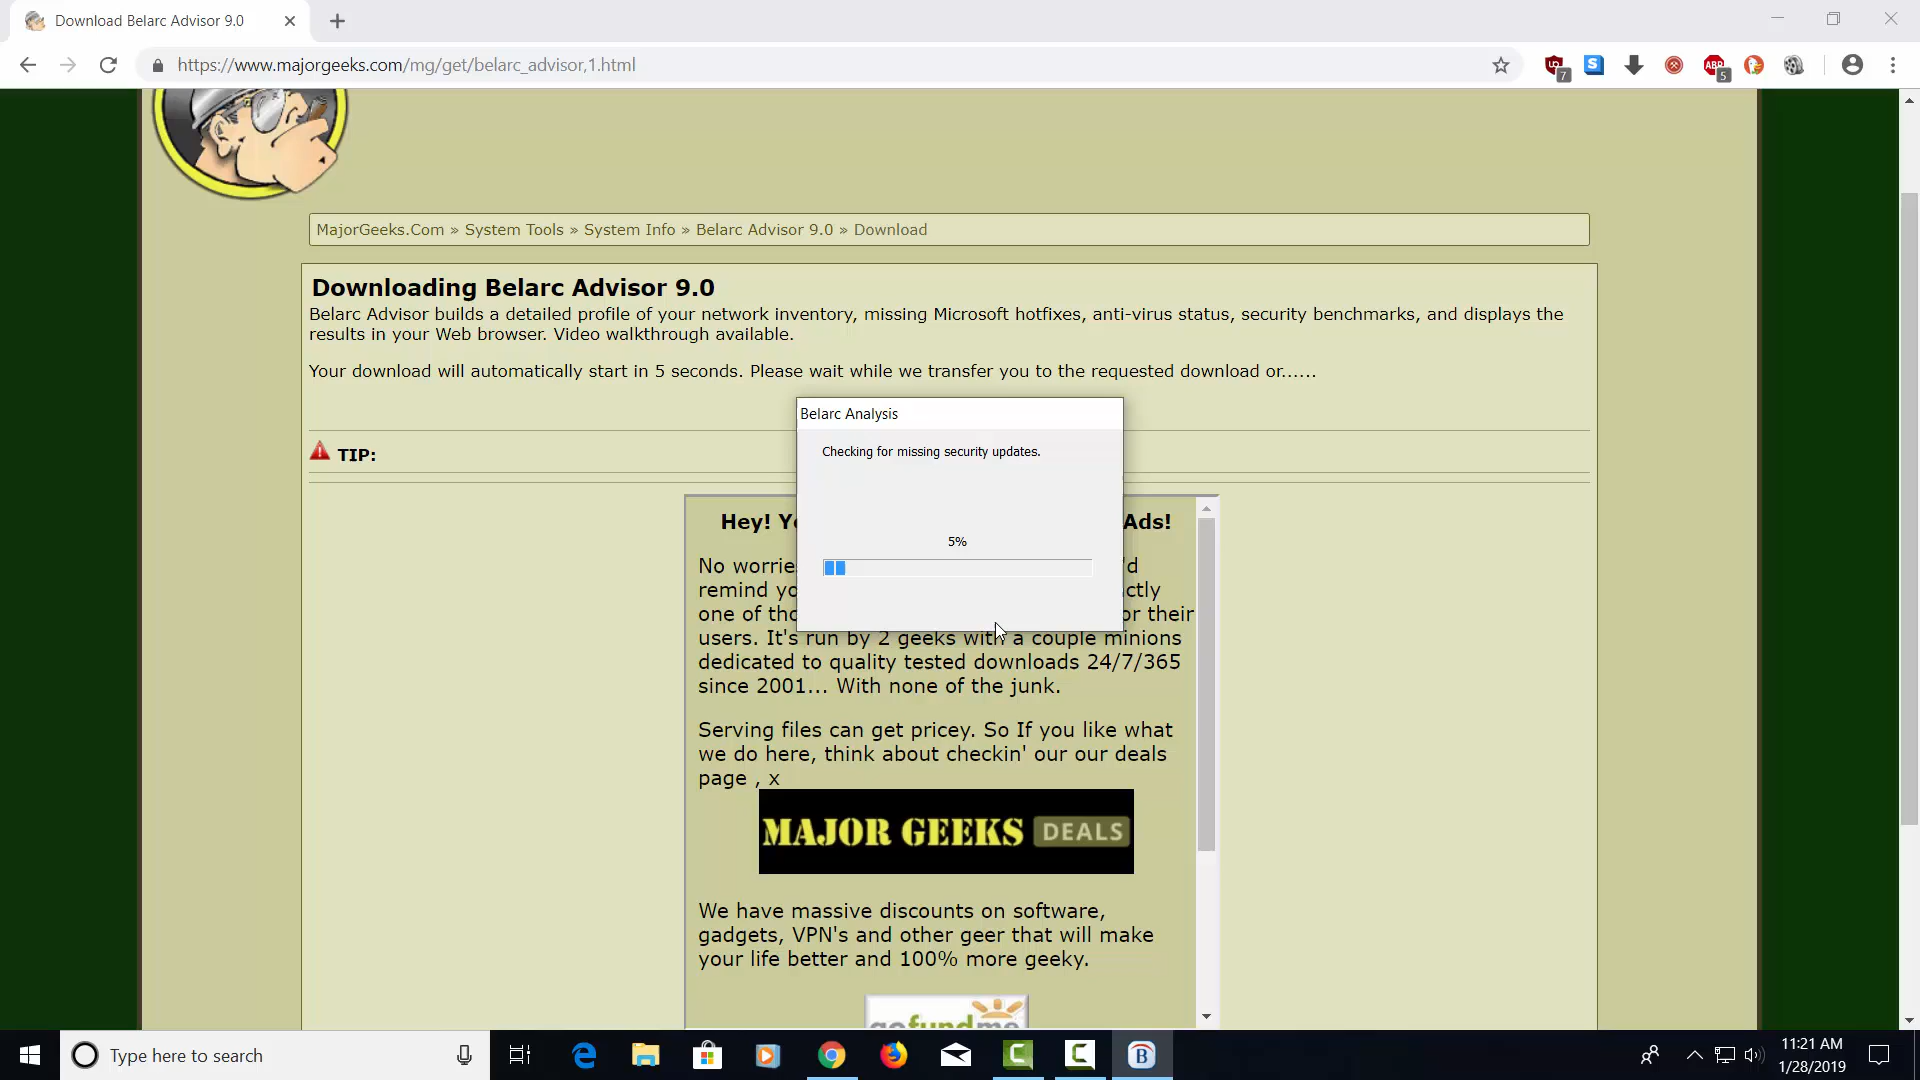 Download Belarc Advisor 9.0
https://www.majorgeeks.com/mg/get/belarc_advisor,1.html
7
S
ABP
5
MajorGeeks.Com » System Tools » System Info » Belarc Advisor 9.0 » Download
Downloading Belarc Advisor 9.0
Belarc Advisor builds a detailed profile of your network inventory, missing Microsoft hotfixes, anti-virus status, security benchmarks, and displays the
results in your Web browser. Video walkthrough available.
Your download will automatically start in 5 seconds. Please wait while we transfer you to the requested download or......
TIP:
Belarc Analysis
Checking for missing security updates.
5%
Hey! Ads!
No
remind
one of or their
users. It's run by 2 geeks with a couple minions
dedicated to quality tested downloads 24/7/365
since 2001... With none of the junk.
Serving files can get pricey. So If you like what
we do here, think about checkin' our our deals
page , x
MAJOR GEEKS DEALS
We have massive discounts on software,
gadgets, VPN's and other geer that will make
your life better and 100% more geeky.
gofundme
Type here to search
B
11:21 AM
1/28/2019